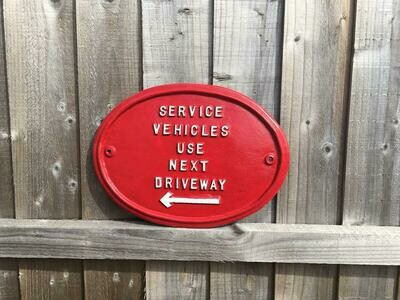 SERVICE
VEHICLES
USE
NEXT
DRIVEWAY